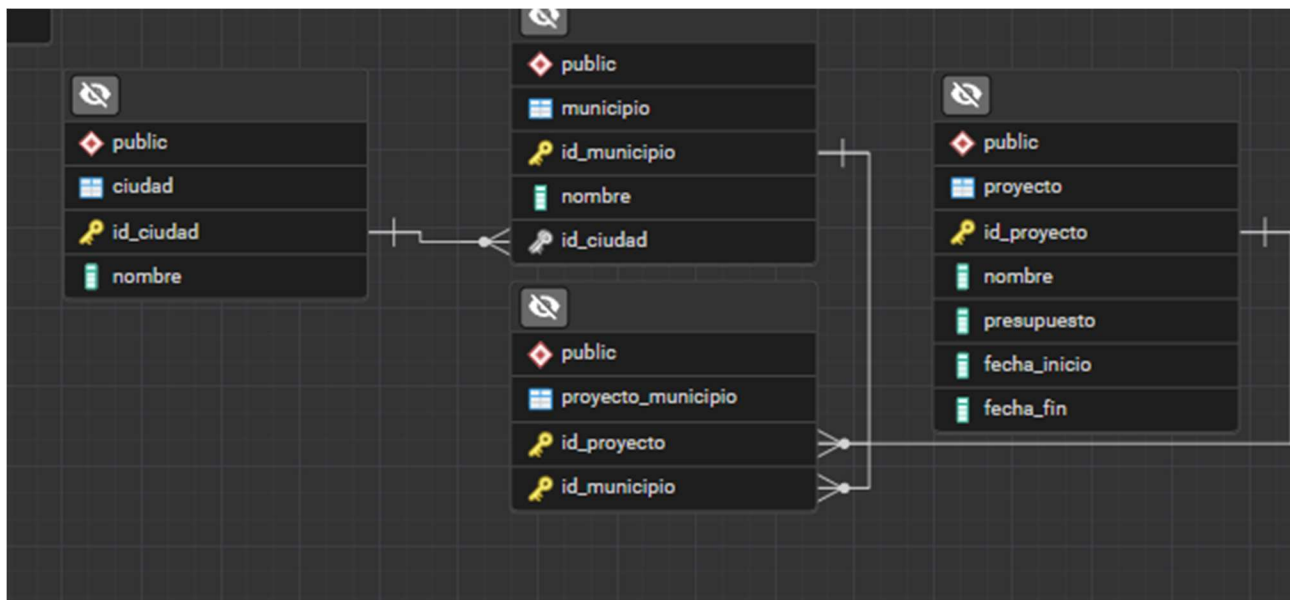 public
ciudad
id_ciudad
nombre
public
municipio
id_municipio
nombre
id_ciudad
public
proyecto_municipio
id_proyecto
id_municipio
public
proyecto
id_proyecto
nombre
presupuesto
fecha_inicio
fecha_fin